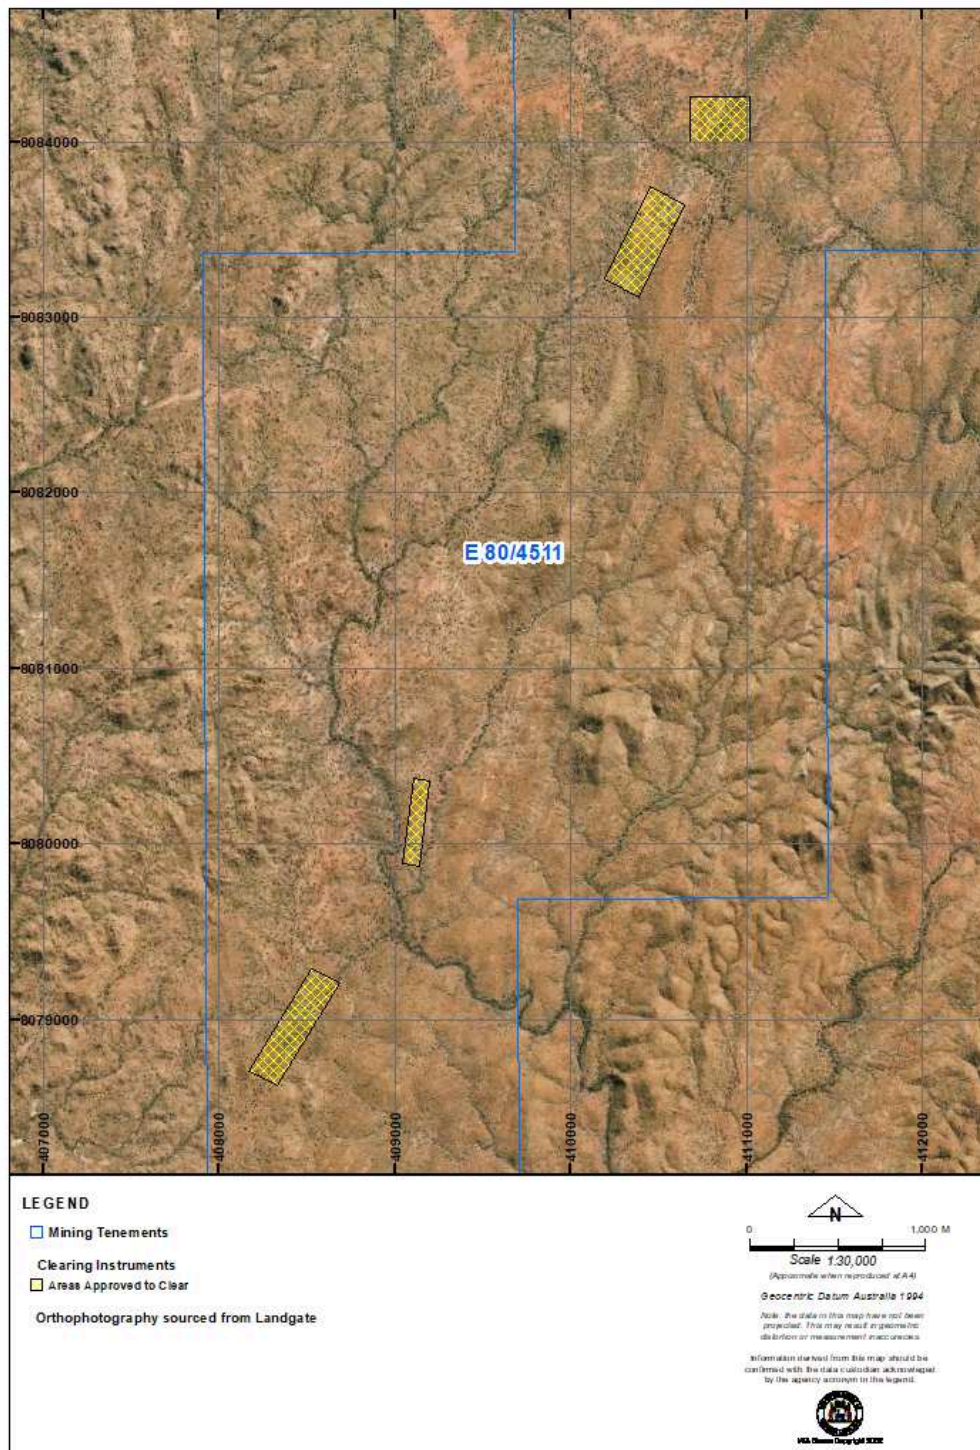 8084000
8083000
8082000
E 80/4511
8081000
8080000
8079000
407000
408000
409000
410000
411000
412000
LEGEND
Mining Tenements
Clearing Instruments
Areas Approved to Clear
Orthophotography sourced from Landgate
N
0 1,000 M
Scale 1:30,000
(Approximate when reproduced at A4)
Geocentric Datum Australia 1994
Note: the data in this map have not been
projected. This may result in geometric
distortion or measurement inaccuracies.
Information derived from this map should be
confirmed with the data custodian acknowledged
by the agency acronym in the legend.